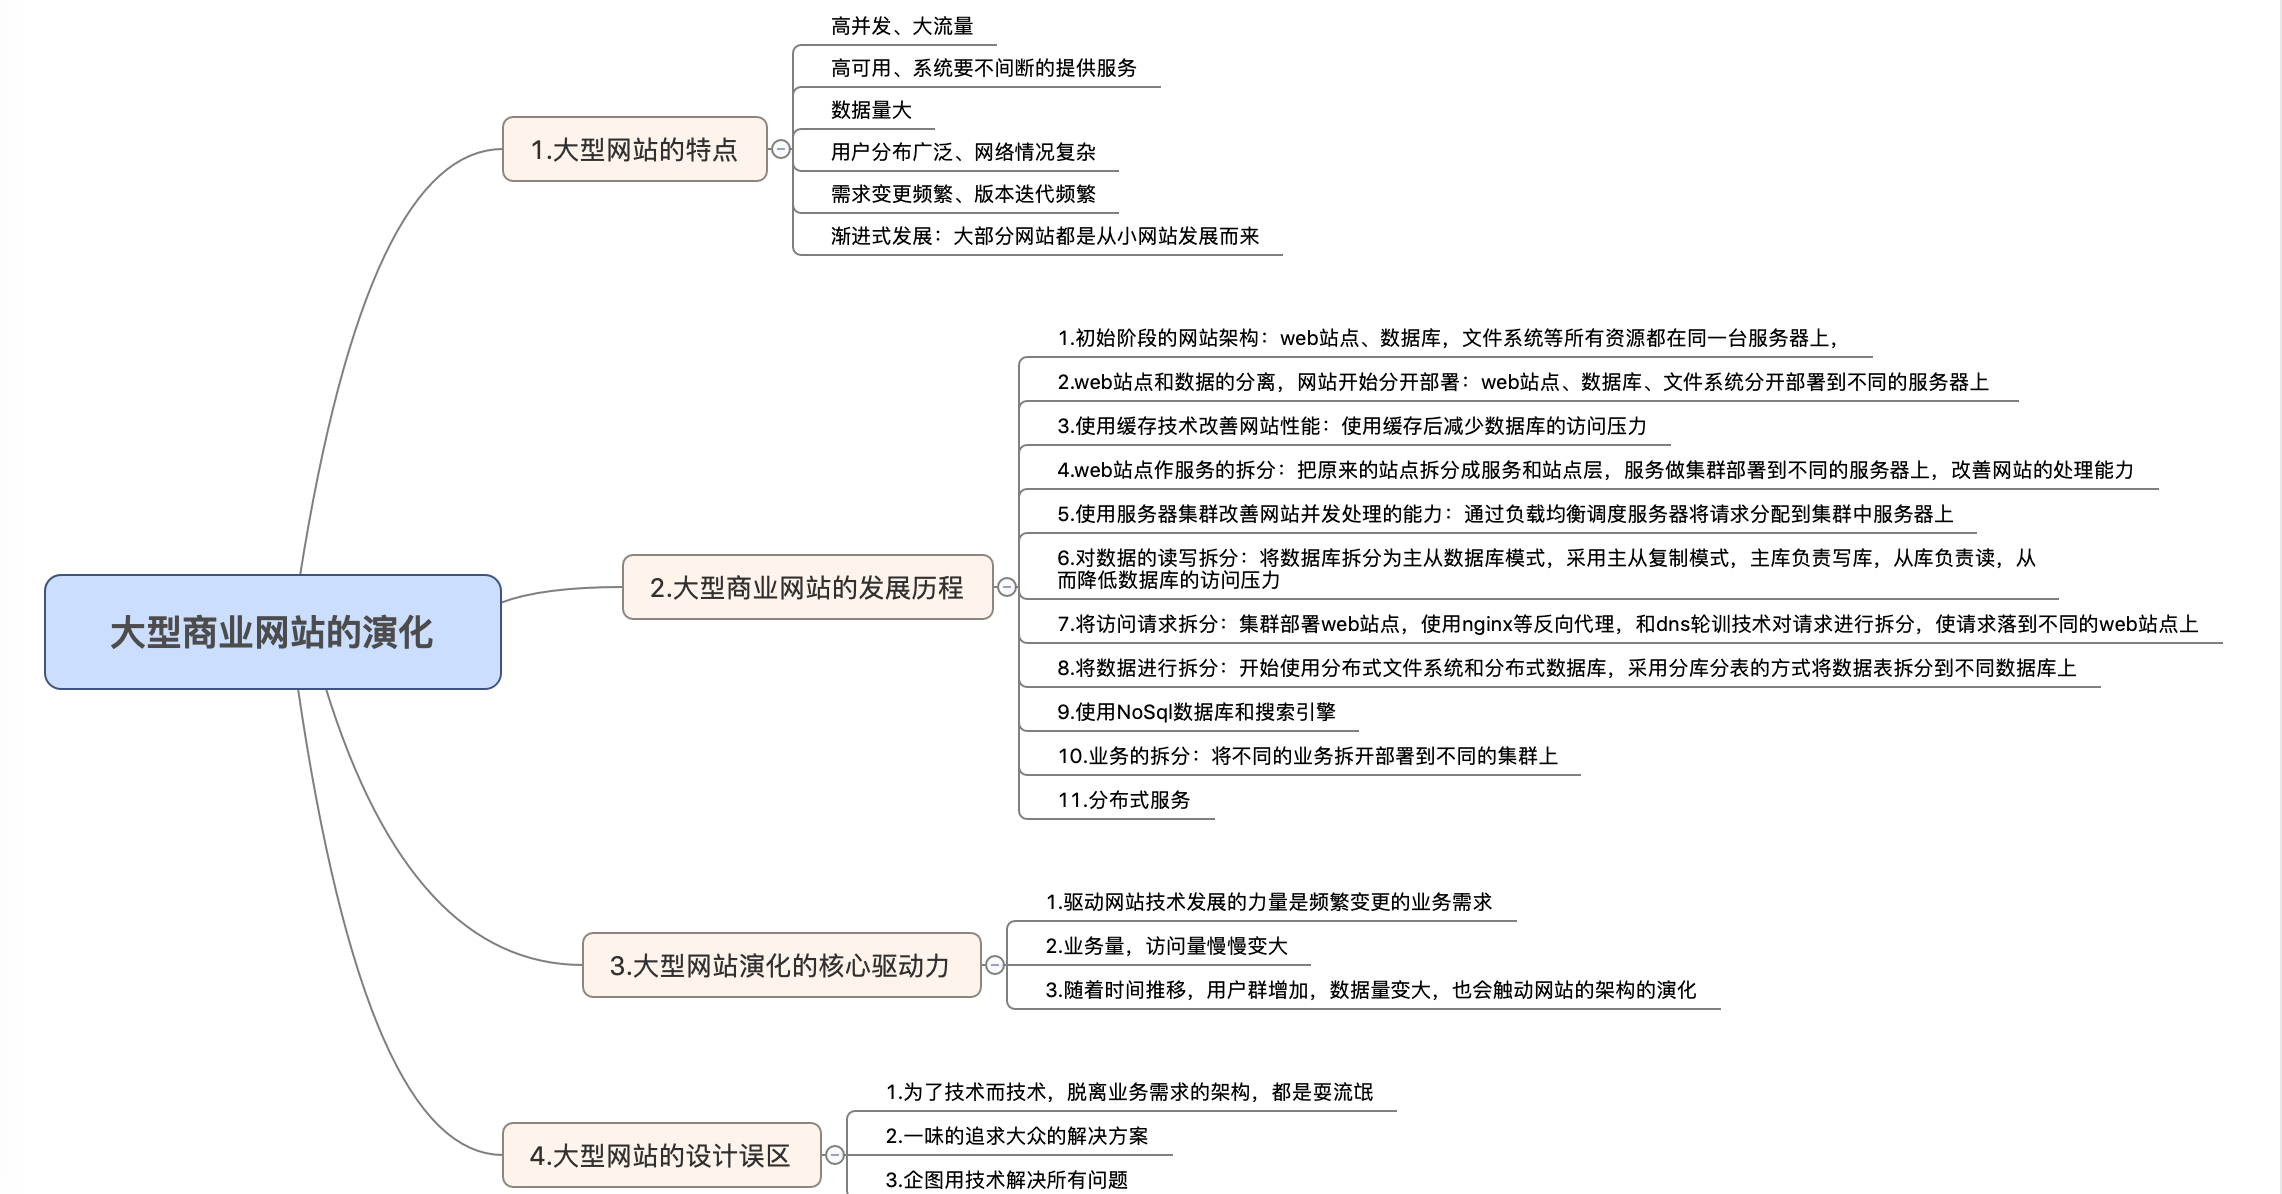 大型商业网站的演化
1.大型网站的特点
高并发、大流量
高可用、系统要不间断的提供服务
数据量大
用户分布广泛、网络情况复杂
需求变更频繁、版本迭代频繁
渐进式发展：大部分网站都是从小网站发展而来
2.大型商业网站的发展历程
1.初始阶段的网站架构：web站点、数据库，文件系统等所有资源都在同一台服务器上，
2.web站点和数据的分离，网站开始分开部署：web站点、数据库、文件系统分开部署到不同的服务器上
3.使用缓存技术改善网站性能：使用缓存后减少数据库的访问压力
4.web站点作服务的拆分：把原来的站点拆分成服务和站点层，服务做集群部署到不同的服务器上，改善网站的处理能力
5.使用服务器集群改善网站并发处理的能力：通过负载均衡调度服务器将请求分配到集群中服务器上
6.对数据的读写拆分：将数据库拆分为主从数据库模式，采用主从复制模式，主库负责写库，从库负责读，从
而降低数据库的访问压力
7.将访问请求拆分：集群部署web站点，使用nginx等反向代理，和dns轮训技术对请求进行拆分，使请求落到不同的web站点上
8.将数据进行拆分：开始使用分布式文件系统和分布式数据库，采用分库分表的方式将数据表拆分到不同数据库上
9.使用NoSql数据库和搜索引擎
10.业务的拆分：将不同的业务拆开部署到不同的集群上
11.分布式服务
3.大型网站演化的核心驱动力
1.驱动网站技术发展的力量是频繁变更的业务需求
2.业务量，访问量慢慢变大
3.随着时间推移，用户群增加，数据量变大，也会触动网站的架构的演化
4.大型网站的设计误区
1.为了技术而技术，脱离业务需求的架构，都是耍流氓
2.一味的追求大众的解决方案
3.企图用技术解决所有问题